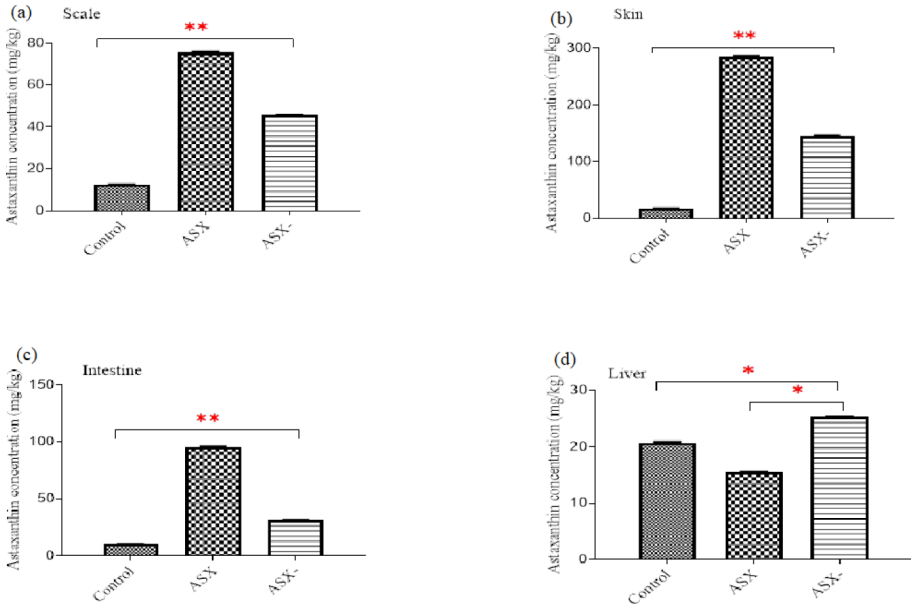 (a) Scale
**
Astaxanthin concentration (mg/kg)
80
60
40
20
0
Control
ASX
ASX-
(b) Skin
**
Astaxanthin concentration (mg/kg)
300
200
100
0
Control
ASX
ASX-
(c) Intestine
**
Astaxanthin concentration (mg/kg)
150
100
50
0
Control
ASX
ASX-
(d) Liver
*
*
Astaxanthin concentration (mg/kg)
30
20
10
0
Control
ASX
ASX-